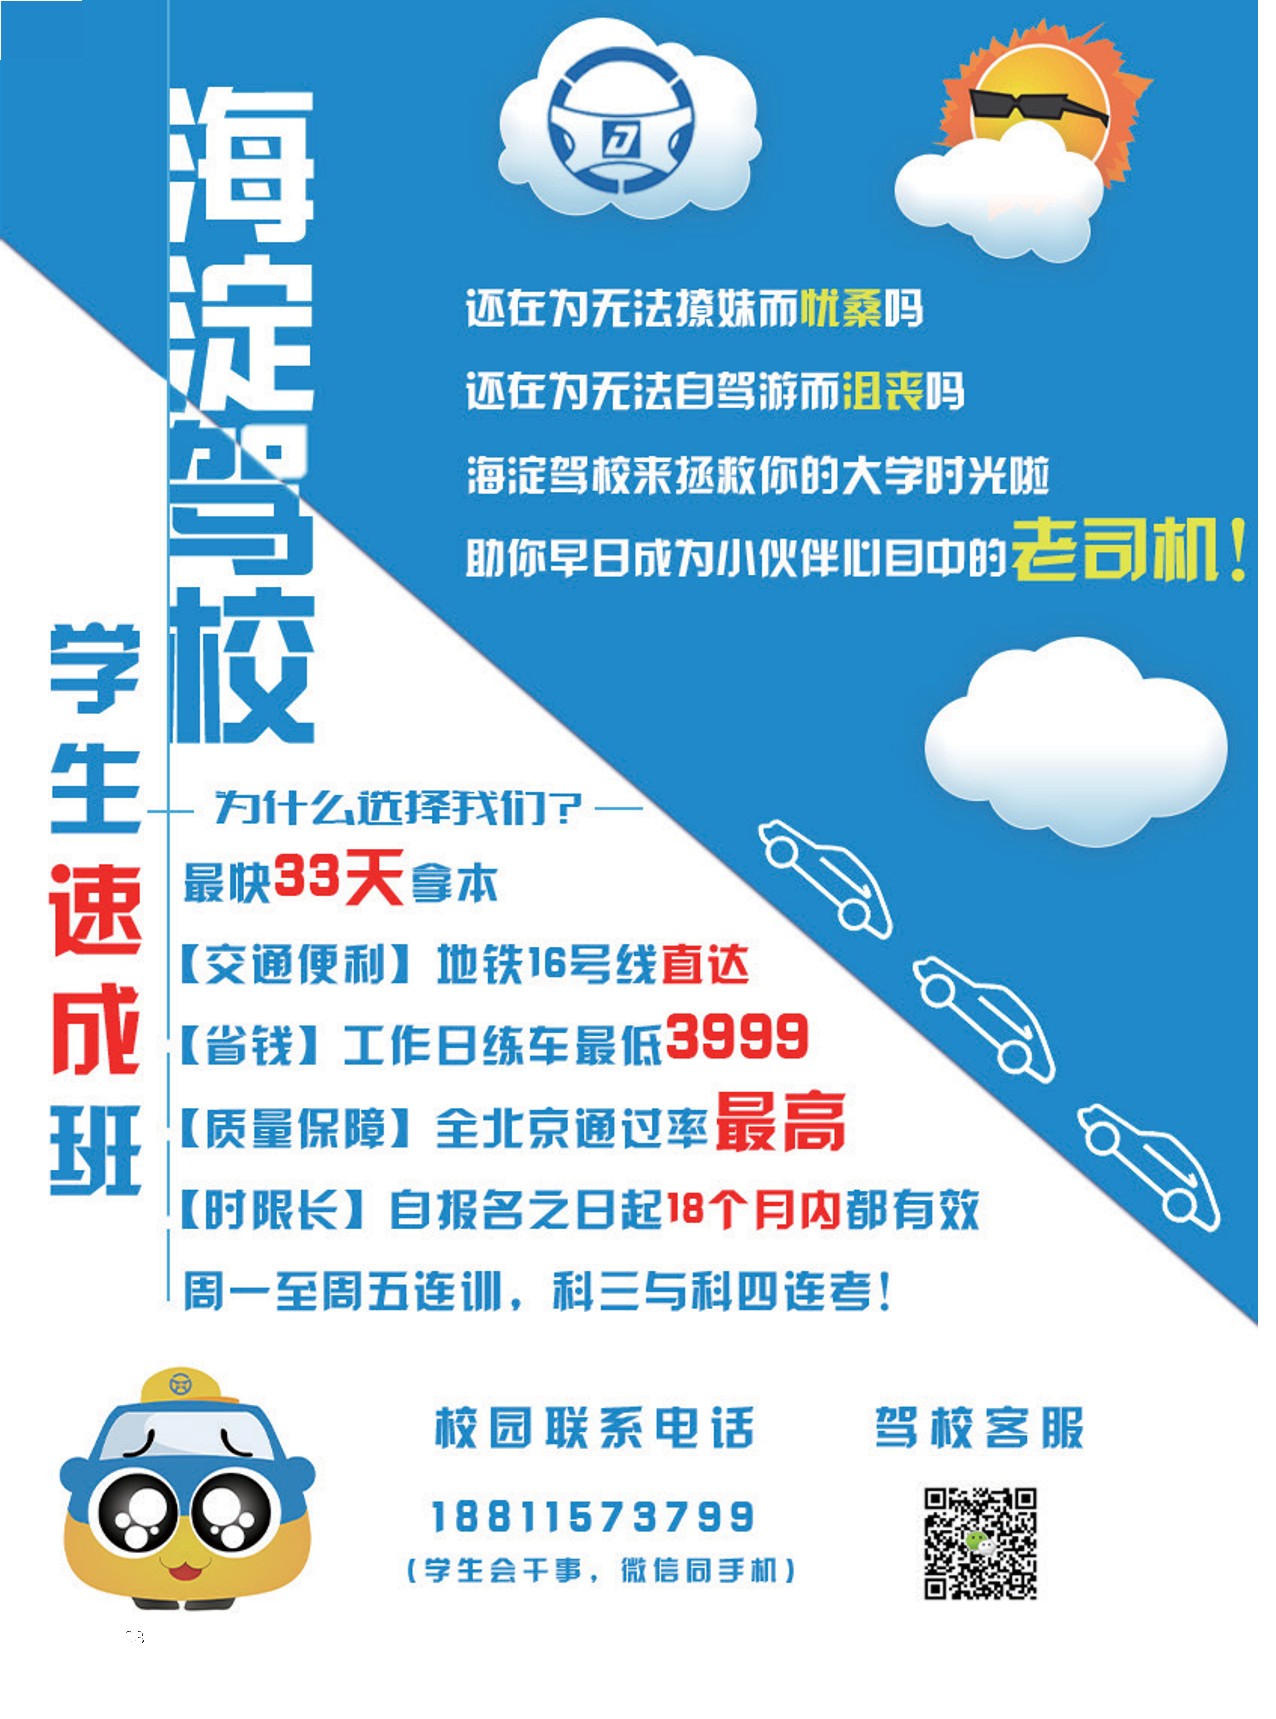 海淀驾校
还在为无法撩妹而忧桑吗
还在为无法自驾游而沮丧吗
海淀驾校来拯救你的大学时光啦
助你早日成为小伙伴心目中的老司机！
学生速成班
为什么选择我们？
最快33天拿本
【交通便利】地铁16号线直达
【省钱】工作日练车最低3999
【质量保障】全北京通过率最高
【时限长】自报名之日起18个月内都有效
周一至周五连训，科三与科四连考！
校园联系电话
驾校客服
18811573799
（学生会干事，微信同手机）